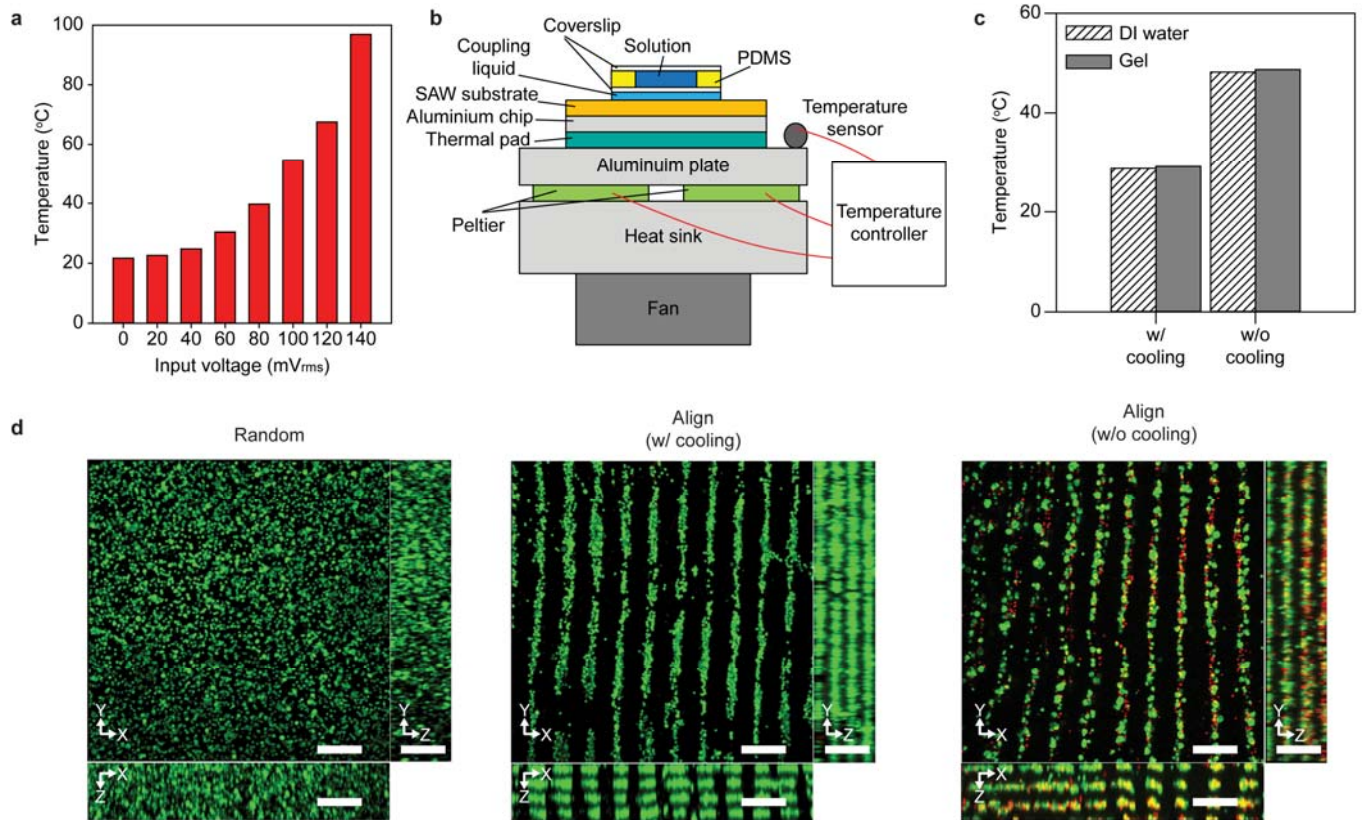 a
100
80
60
40
20
0
Temperature (°C)
0 20 40 60 80 100 120 140
Input voltage (mVrms)
b
Coverslip
Coupling
liquid
Solution
PDMS
SAW substrate
Aluminium chip
Thermal pad
Temperature
sensor
Aluminuim plate
Peltier
Heat sink
Temperature
controller
Fan
c
60
40
20
0
Temperature (°C)
DI water
Gel
w/
cooling
w/o
cooling
d
Random
Y
X
Y
Z
X
Z
Align
(w/ cooling)
Y
X
Y
Z
X
Z
Align
(w/o cooling)
Y
X
Y
Z
X
Z